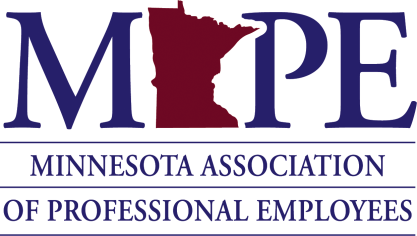 M PE
MINNESOTA ASSOCIATION
OF PROFESSIONAL EMPLOYEES